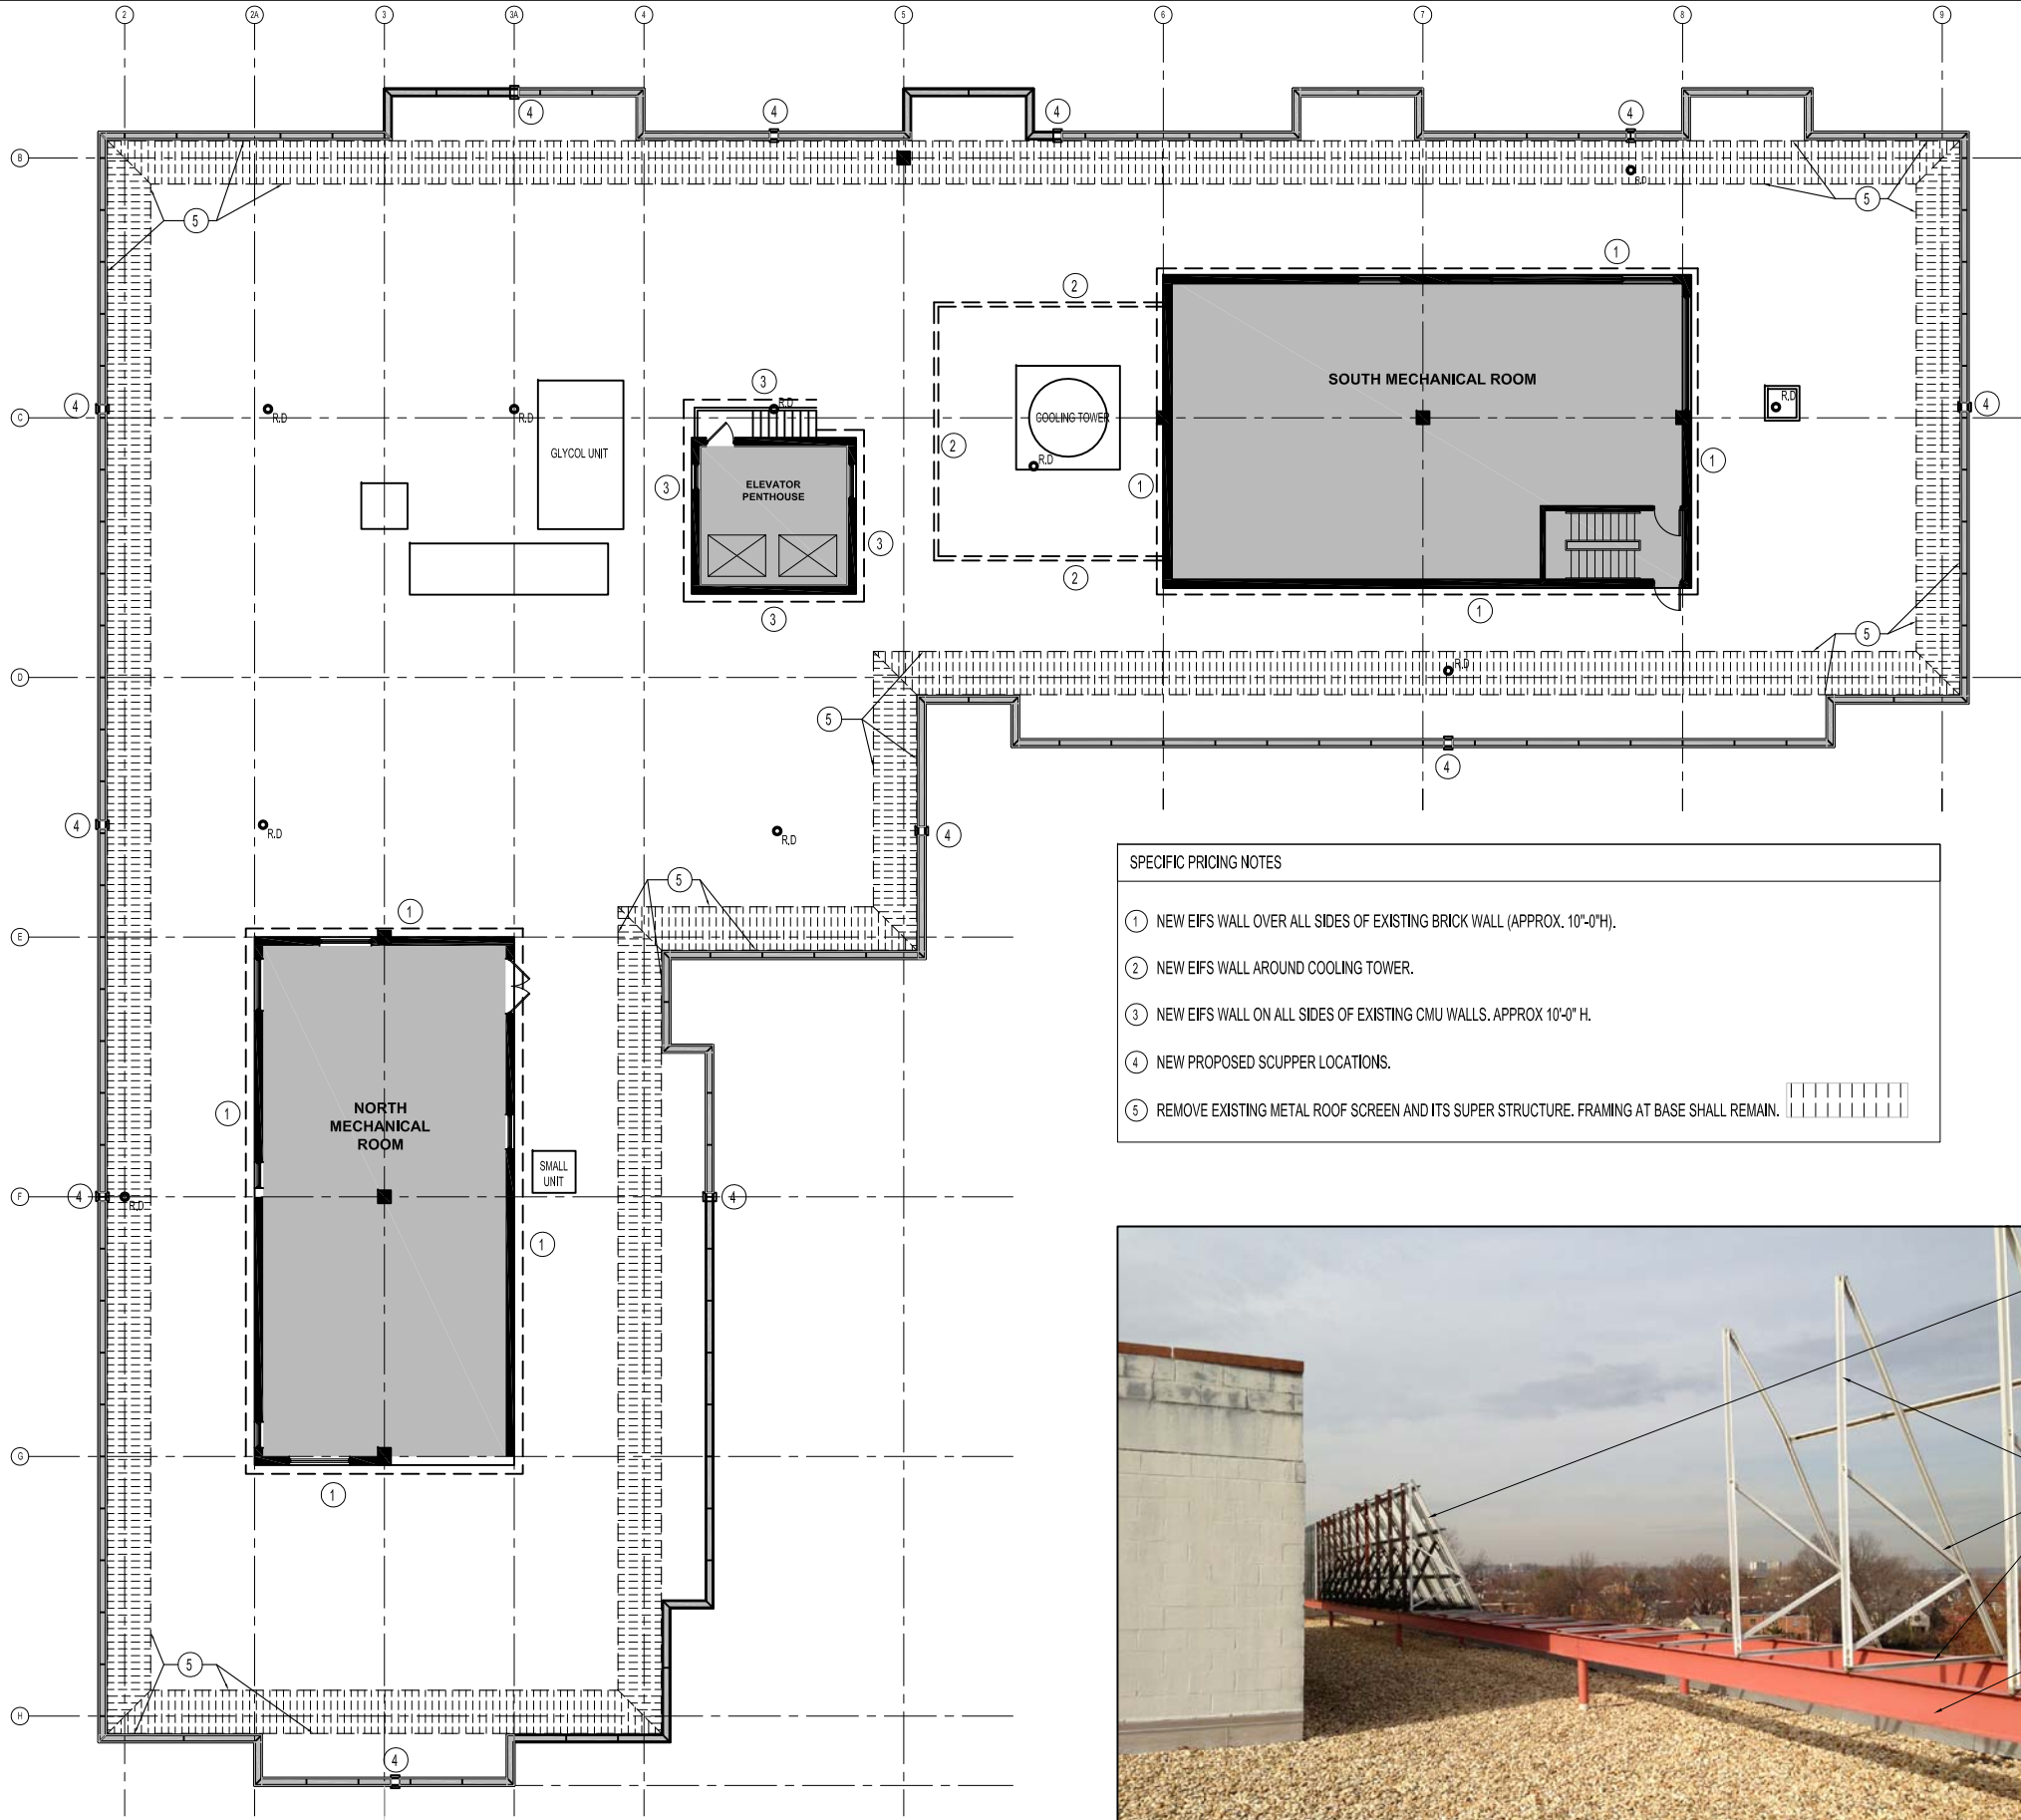 2 2A 3 3A 4 5 6 7 8 9
4 4 4 4
B
R.D
5 5
1
2
SOUTH MECHANICAL ROOM
3
R.D
R.D
4 4
C
R.D R.D
COOLING TOWER
GLYCOL UNIT
2
R.D
1
1
ELEVATOR
PENTHOUSE
3
3
2
3
1
5
R.D
D
5
4
4
R.D
R.D
4
SPECIFIC PRICING NOTES
5
1
1 NEW EIFS WALL OVER ALL SIDES OF EXISTING BRICK WALL (APPROX. 10"-0"H).
E
2 NEW EIFS WALL AROUND COOLING TOWER.
3 NEW EIFS WALL ON ALL SIDES OF EXISTING CMU WALLS. APPROX 10'-0" H.
4 NEW PROPOSED SCUPPER LOCATIONS.
5 REMOVE EXISTING METAL ROOF SCREEN AND ITS SUPER STRUCTURE. FRAMING AT BASE SHALL REMAIN.
1
NORTH
MECHANICAL
ROOM
SMALL
UNIT
F
4
R.D
4
1
G
1
5
H
4